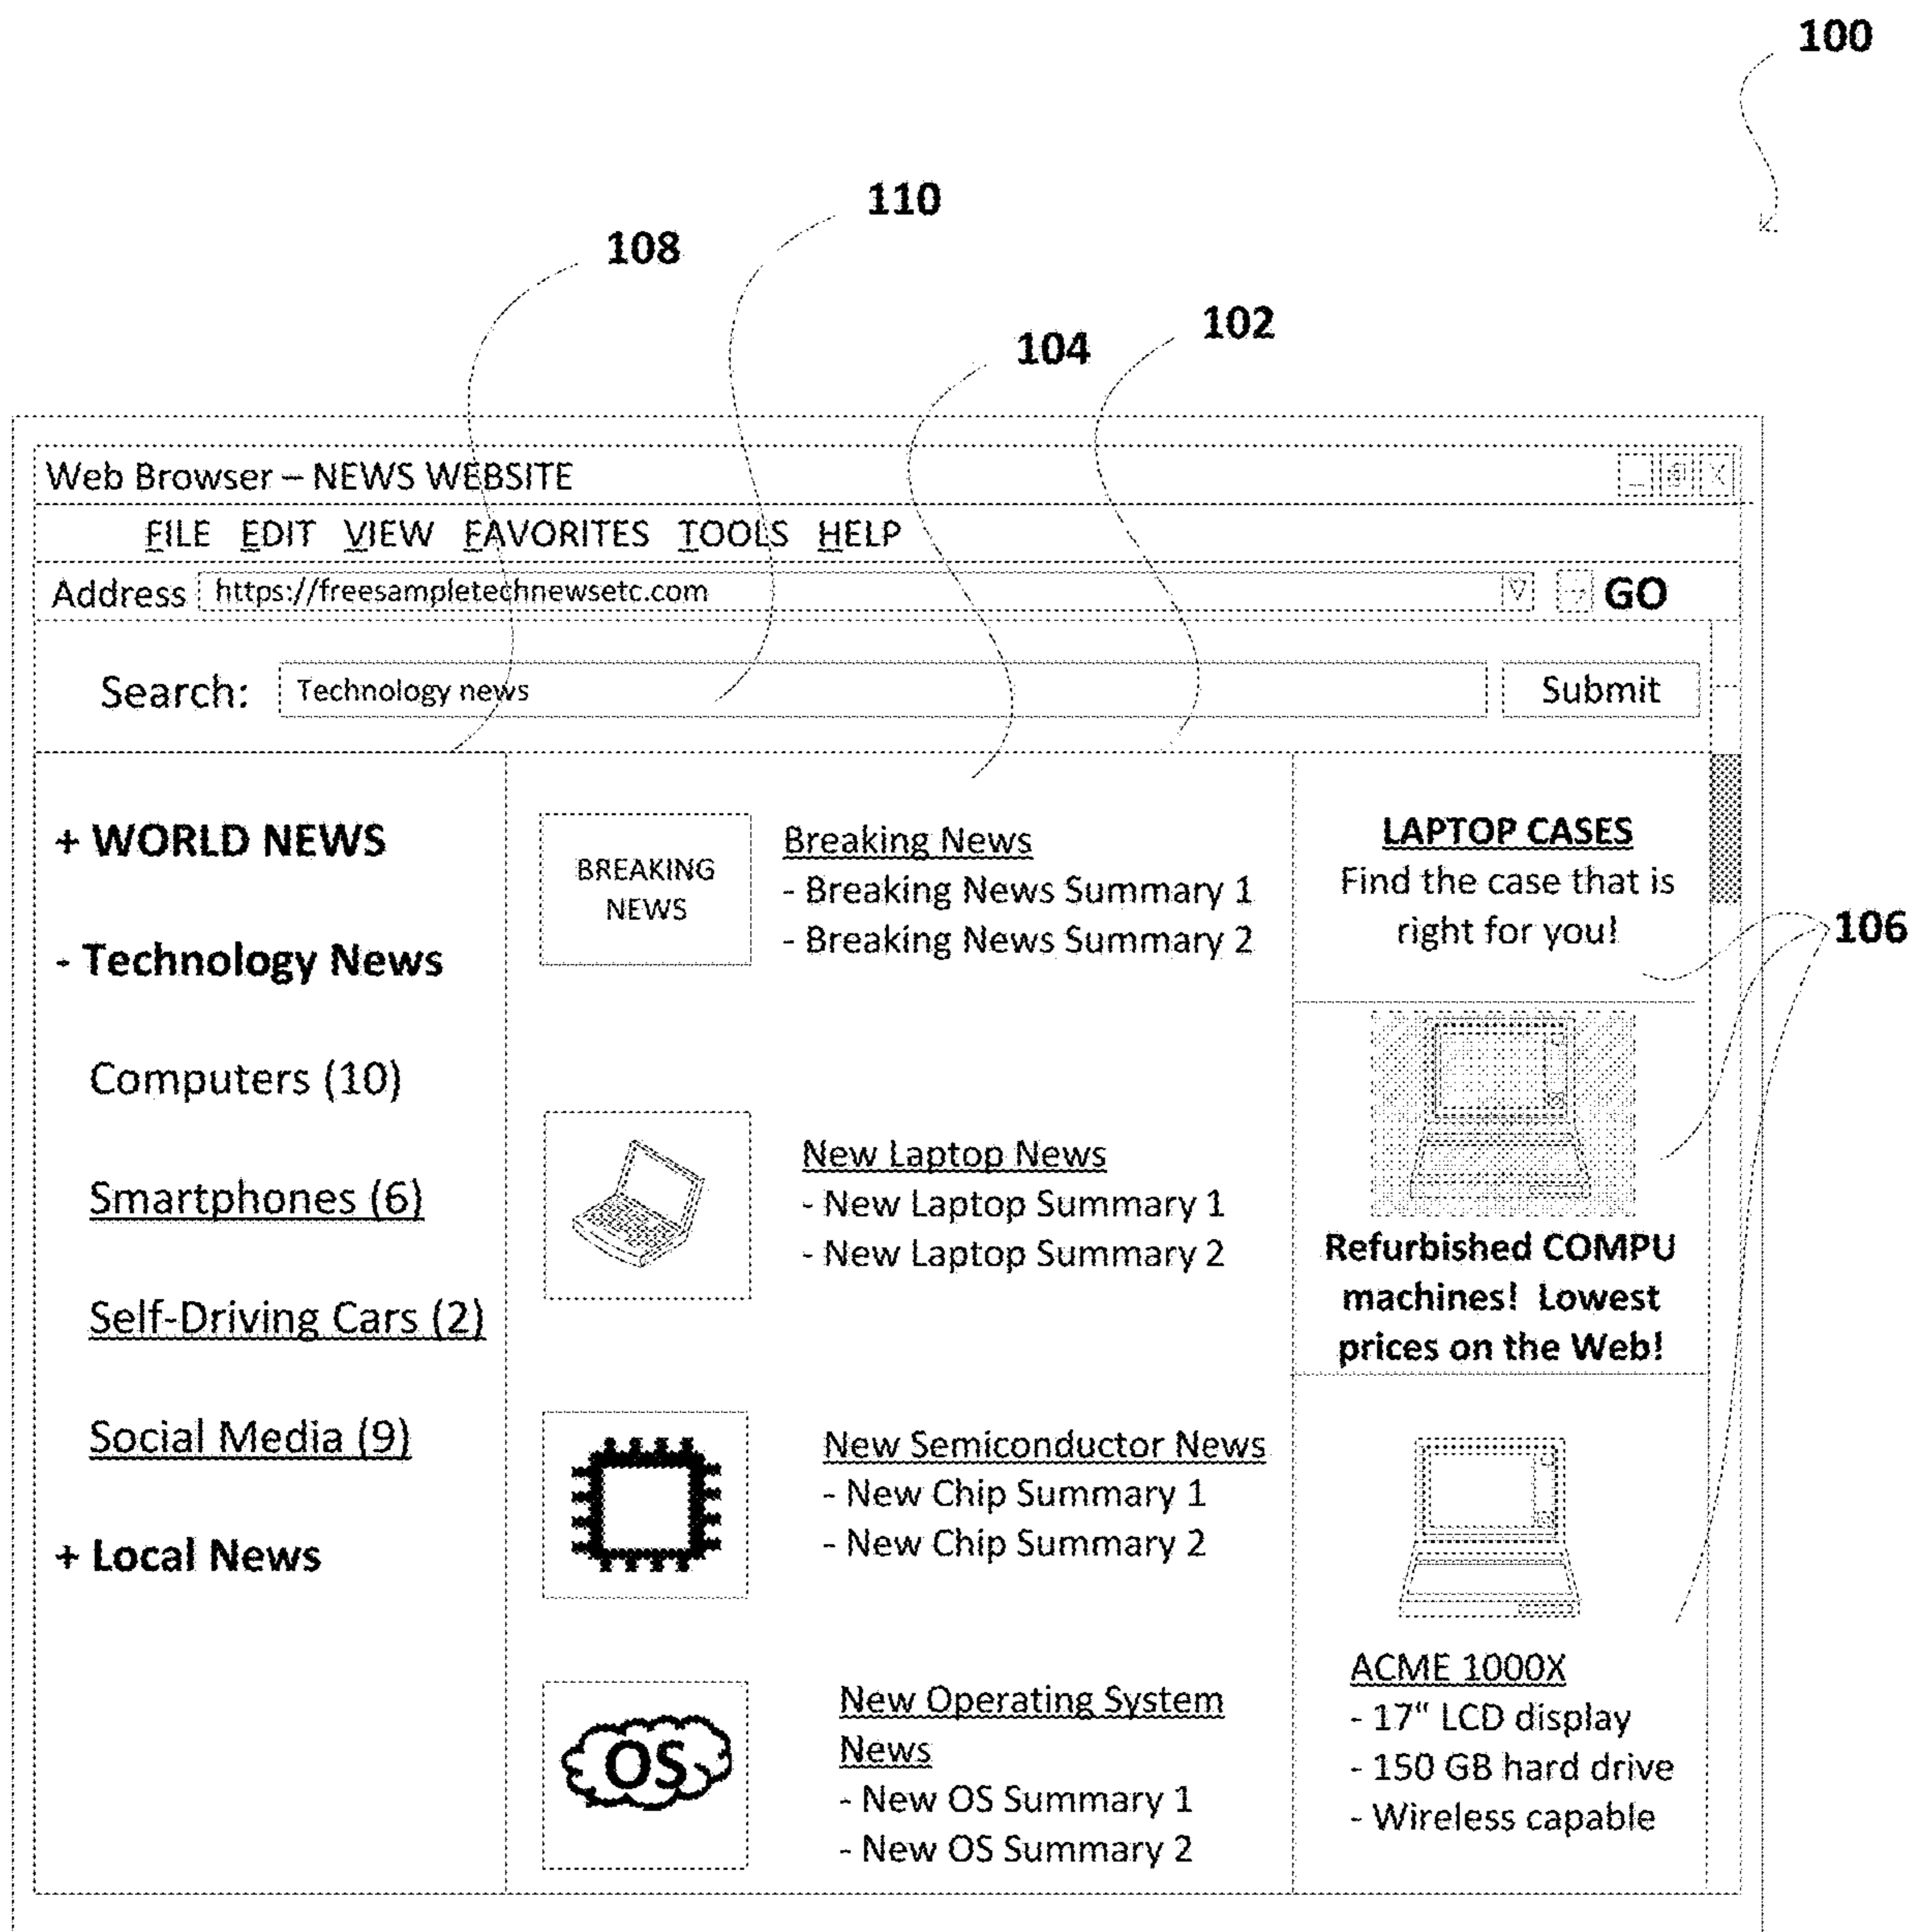 100
110
108
102
104
Web Browser – NEWS WEBSITE
_ X
FILE EDIT VIEW FAVORITES TOOLS HELP
Address https://freesampletechnewsetc.com GO
Search: Technology news Submit
+ WORLD NEWS
- Technology News
Computers (10)
Smartphones (6)
Self-Driving Cars (2)
Social Media (9)
+ Local News
BREAKING
NEWS
Breaking News
- Breaking News Summary 1
- Breaking News Summary 2
New Laptop News
- New Laptop Summary 1
- New Laptop Summary 2
New Semiconductor News
- New Chip Summary 1
- New Chip Summary 2
OS
New Operating System
News
- New OS Summary 1
- New OS Summary 2
LAPTOP CASES
Find the case that is
right for you!
106
Refurbished COMPU
machines! Lowest
prices on the Web!
ACME 1000X
- 17“ LCD display
- 150 GB hard drive
- Wireless capable